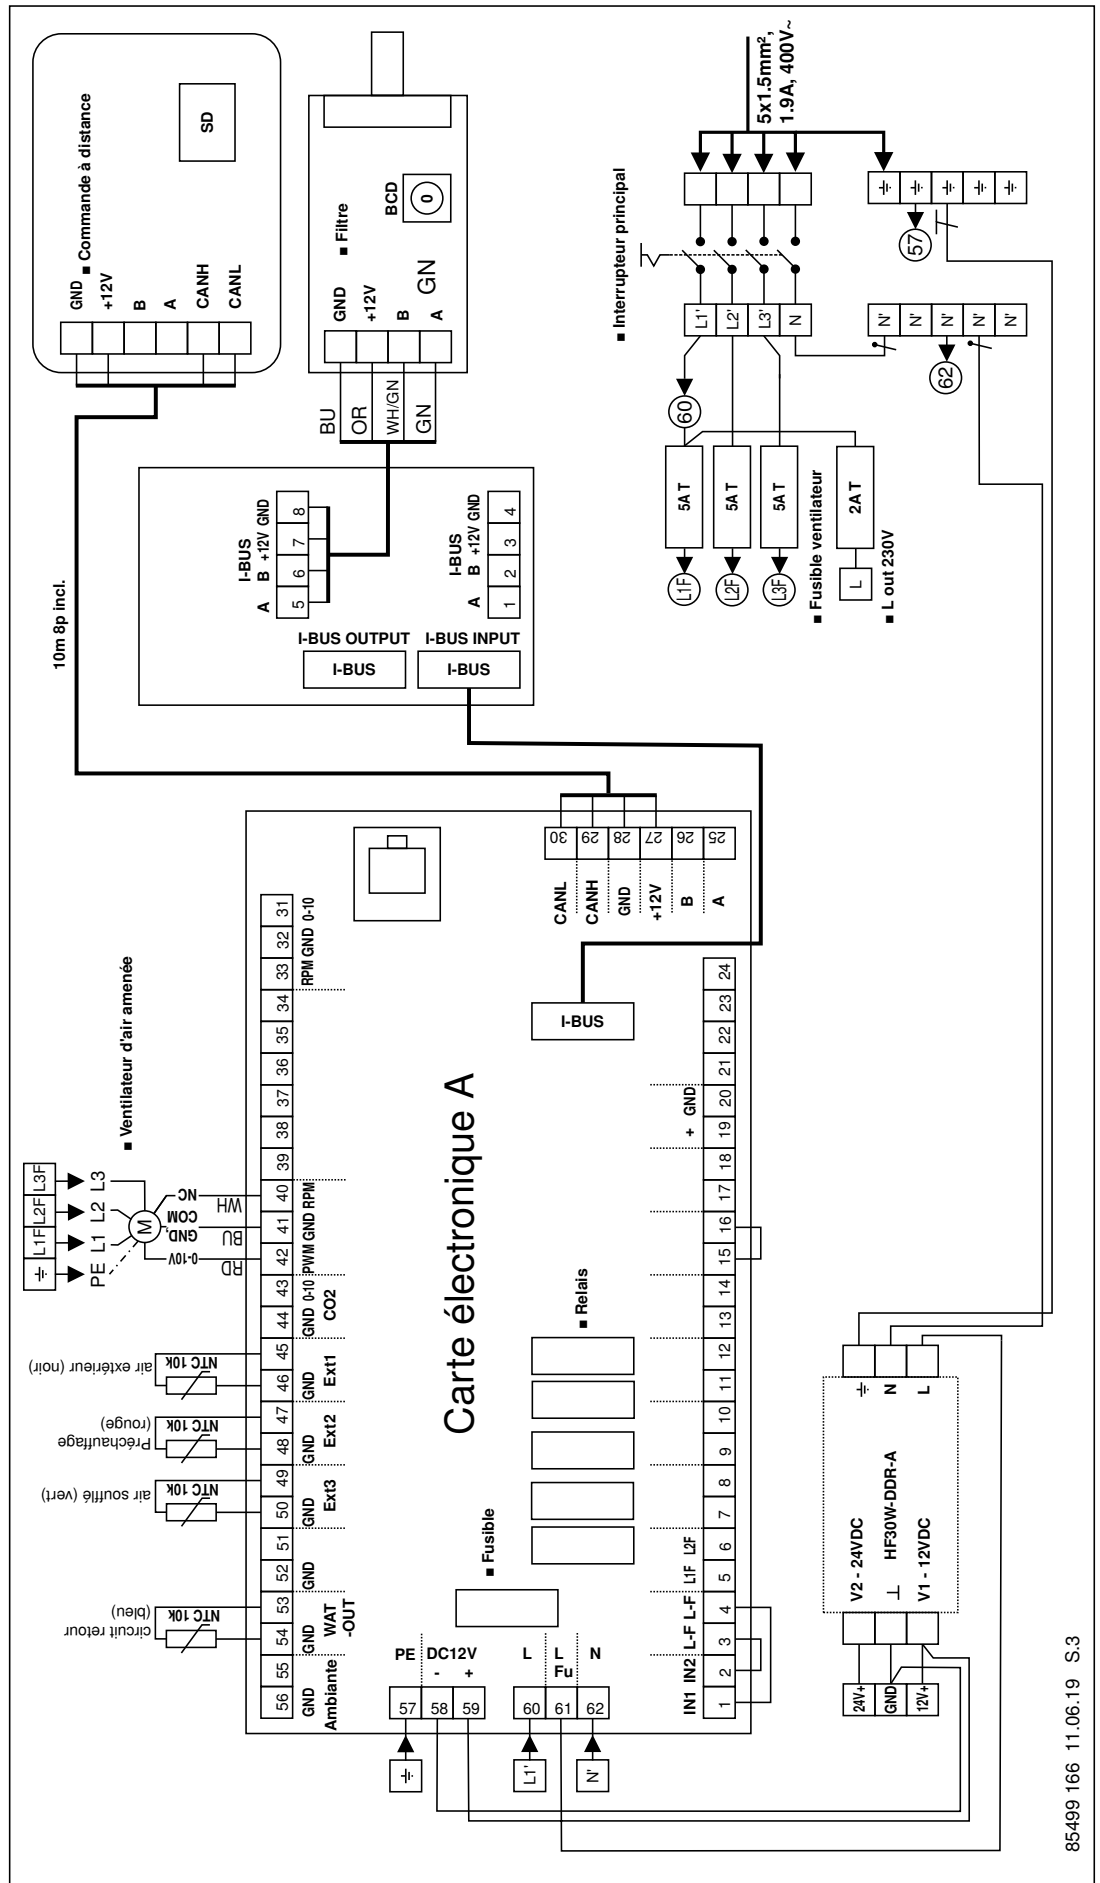 SD
■ Commande à distance
GND
+12V
B
A
CANH
CANL
■ Filtre
BCD
0
GND
+12V
B
A
GN
BU
OR
WH/GN
GN
10m 8p incl.
I-BUS
A B +12V GND
5 6 7 8
I-BUS
A B +12V GND
1 2 3 4
I-BUS OUTPUT
I-BUS
I-BUS INPUT
I-BUS
5x1.5mm²,
1.9A, 400V~
■ Interrupteur principal
L1'
L2'
L3'
N
57
N'
N'
N'
N'
N'
62
60
5A T
5A T
5A T
2A T
L1F
L2F
L3F
L
■ Fusible ventilateur
■ L out 230V
■ Ventilateur d'air amenée
L1F L2F L3F
PE L1 L2 L3
M
0-10V
GND
COM
NC
RD
BU
WH
air extérieur (noir)
NTC 10k
Préchauffage
(rouge)
NTC 10k
air soufflé (vert)
NTC 10k
circuit retour
(bleu)
NTC 10k
56 55 54 53 52 51 50 49 48 47 46 45 44 43 42 41 40 39 38 37 36 35 34 33 32 31
GND
Ambiante
GND
WAT
-OUT
GND
GND
Ext3
GND
Ext2
GND
Ext1
GND 0-10
CO2
PWM GND RPM
RPM GND 0-10
Carte électronique A
30 29 28 27 26 25
CANL
CANH
GND
+12V
B
A
I-BUS
■ Relais
■ Fusible
PE
DC12V
- +
L
L
Fu
N
57 58 59
60 61 62
L1'
N'
IN1 IN2 L-F L-F
L1F L2F
+ GND
1 2 3 4 5 6 7 8 9 10 11 12 13 14 15 16 17 18 19 20 21 22 23 24
V2 - 24VDC
⊥ HF30W-DDR-A
V1 - 12VDC
N
L
24V+
GND
12V+
85499 166 11.06.19 S.3